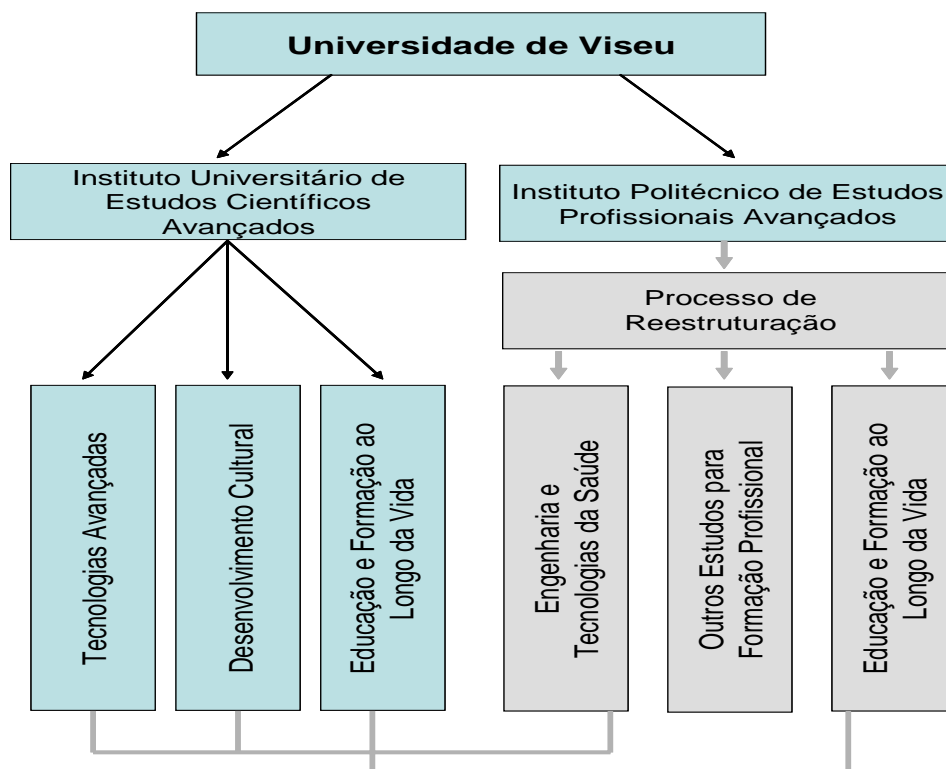 Universidade de Viseu
Instituto Universitário de
Estudos Científicos
Avançados
Instituto Politécnico de Estudos
Profissionais Avançados
Processo de
Reestruturação
Tecnologias Avançadas
Desenvolvimento Cultural
Educação e Formação ao
Longo da Vida
Engenharia e
Tecnologias da Saúde
Outros Estudos para
Formação Profissional
Educação e Formação ao
Longo da Vida